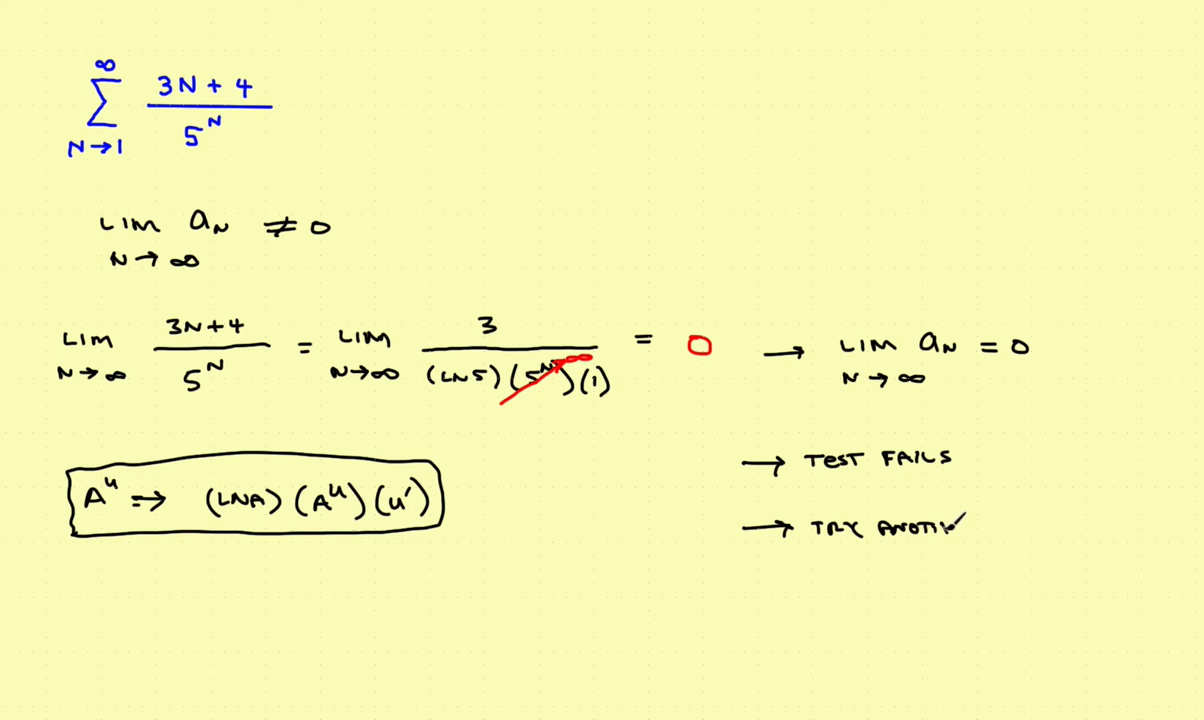 ∞
∑ 3N + 4 / 5^N
N→1
LIM a_N ≠ 0
N→∞
LIM 3N+4 / 5^N = LIM 3 / (LN5)(5^N)(1) = 0 → LIM a_N = 0
N→∞ N→∞ ∞ N→∞
A^u ⇒ (LNA)(A^u)(u')
→ TEST FAILS
→ TRY